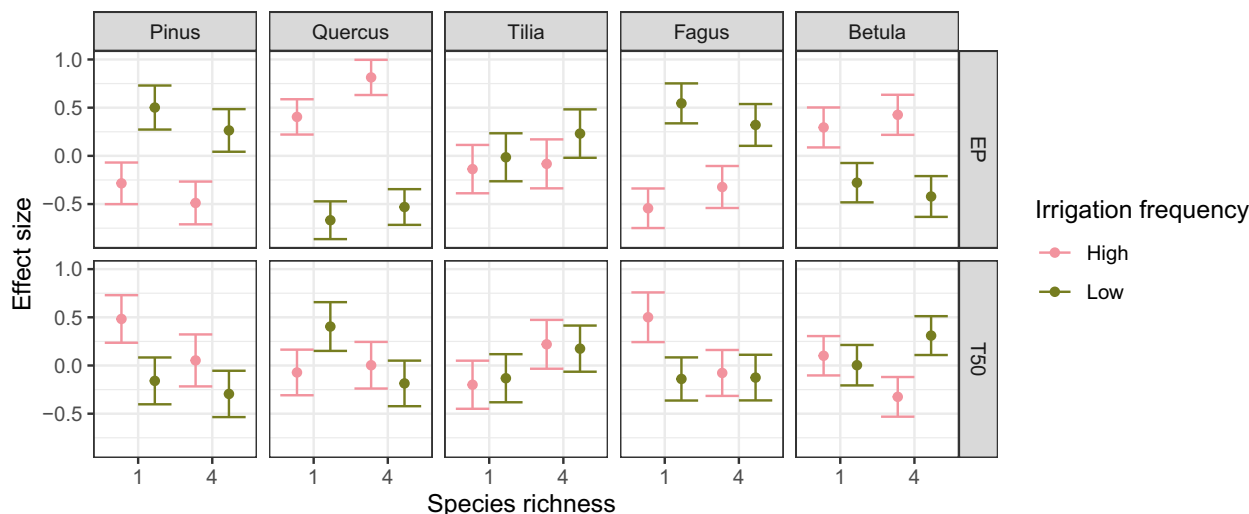 Pinus Quercus Tilia Fagus Betula
1.0
0.5
0.0
−0.5
EP
1.0
0.5
0.0
−0.5
T50
Effect size
1 4 1 4 1 4 1 4 1 4
Species richness
Irrigation frequency
High
Low